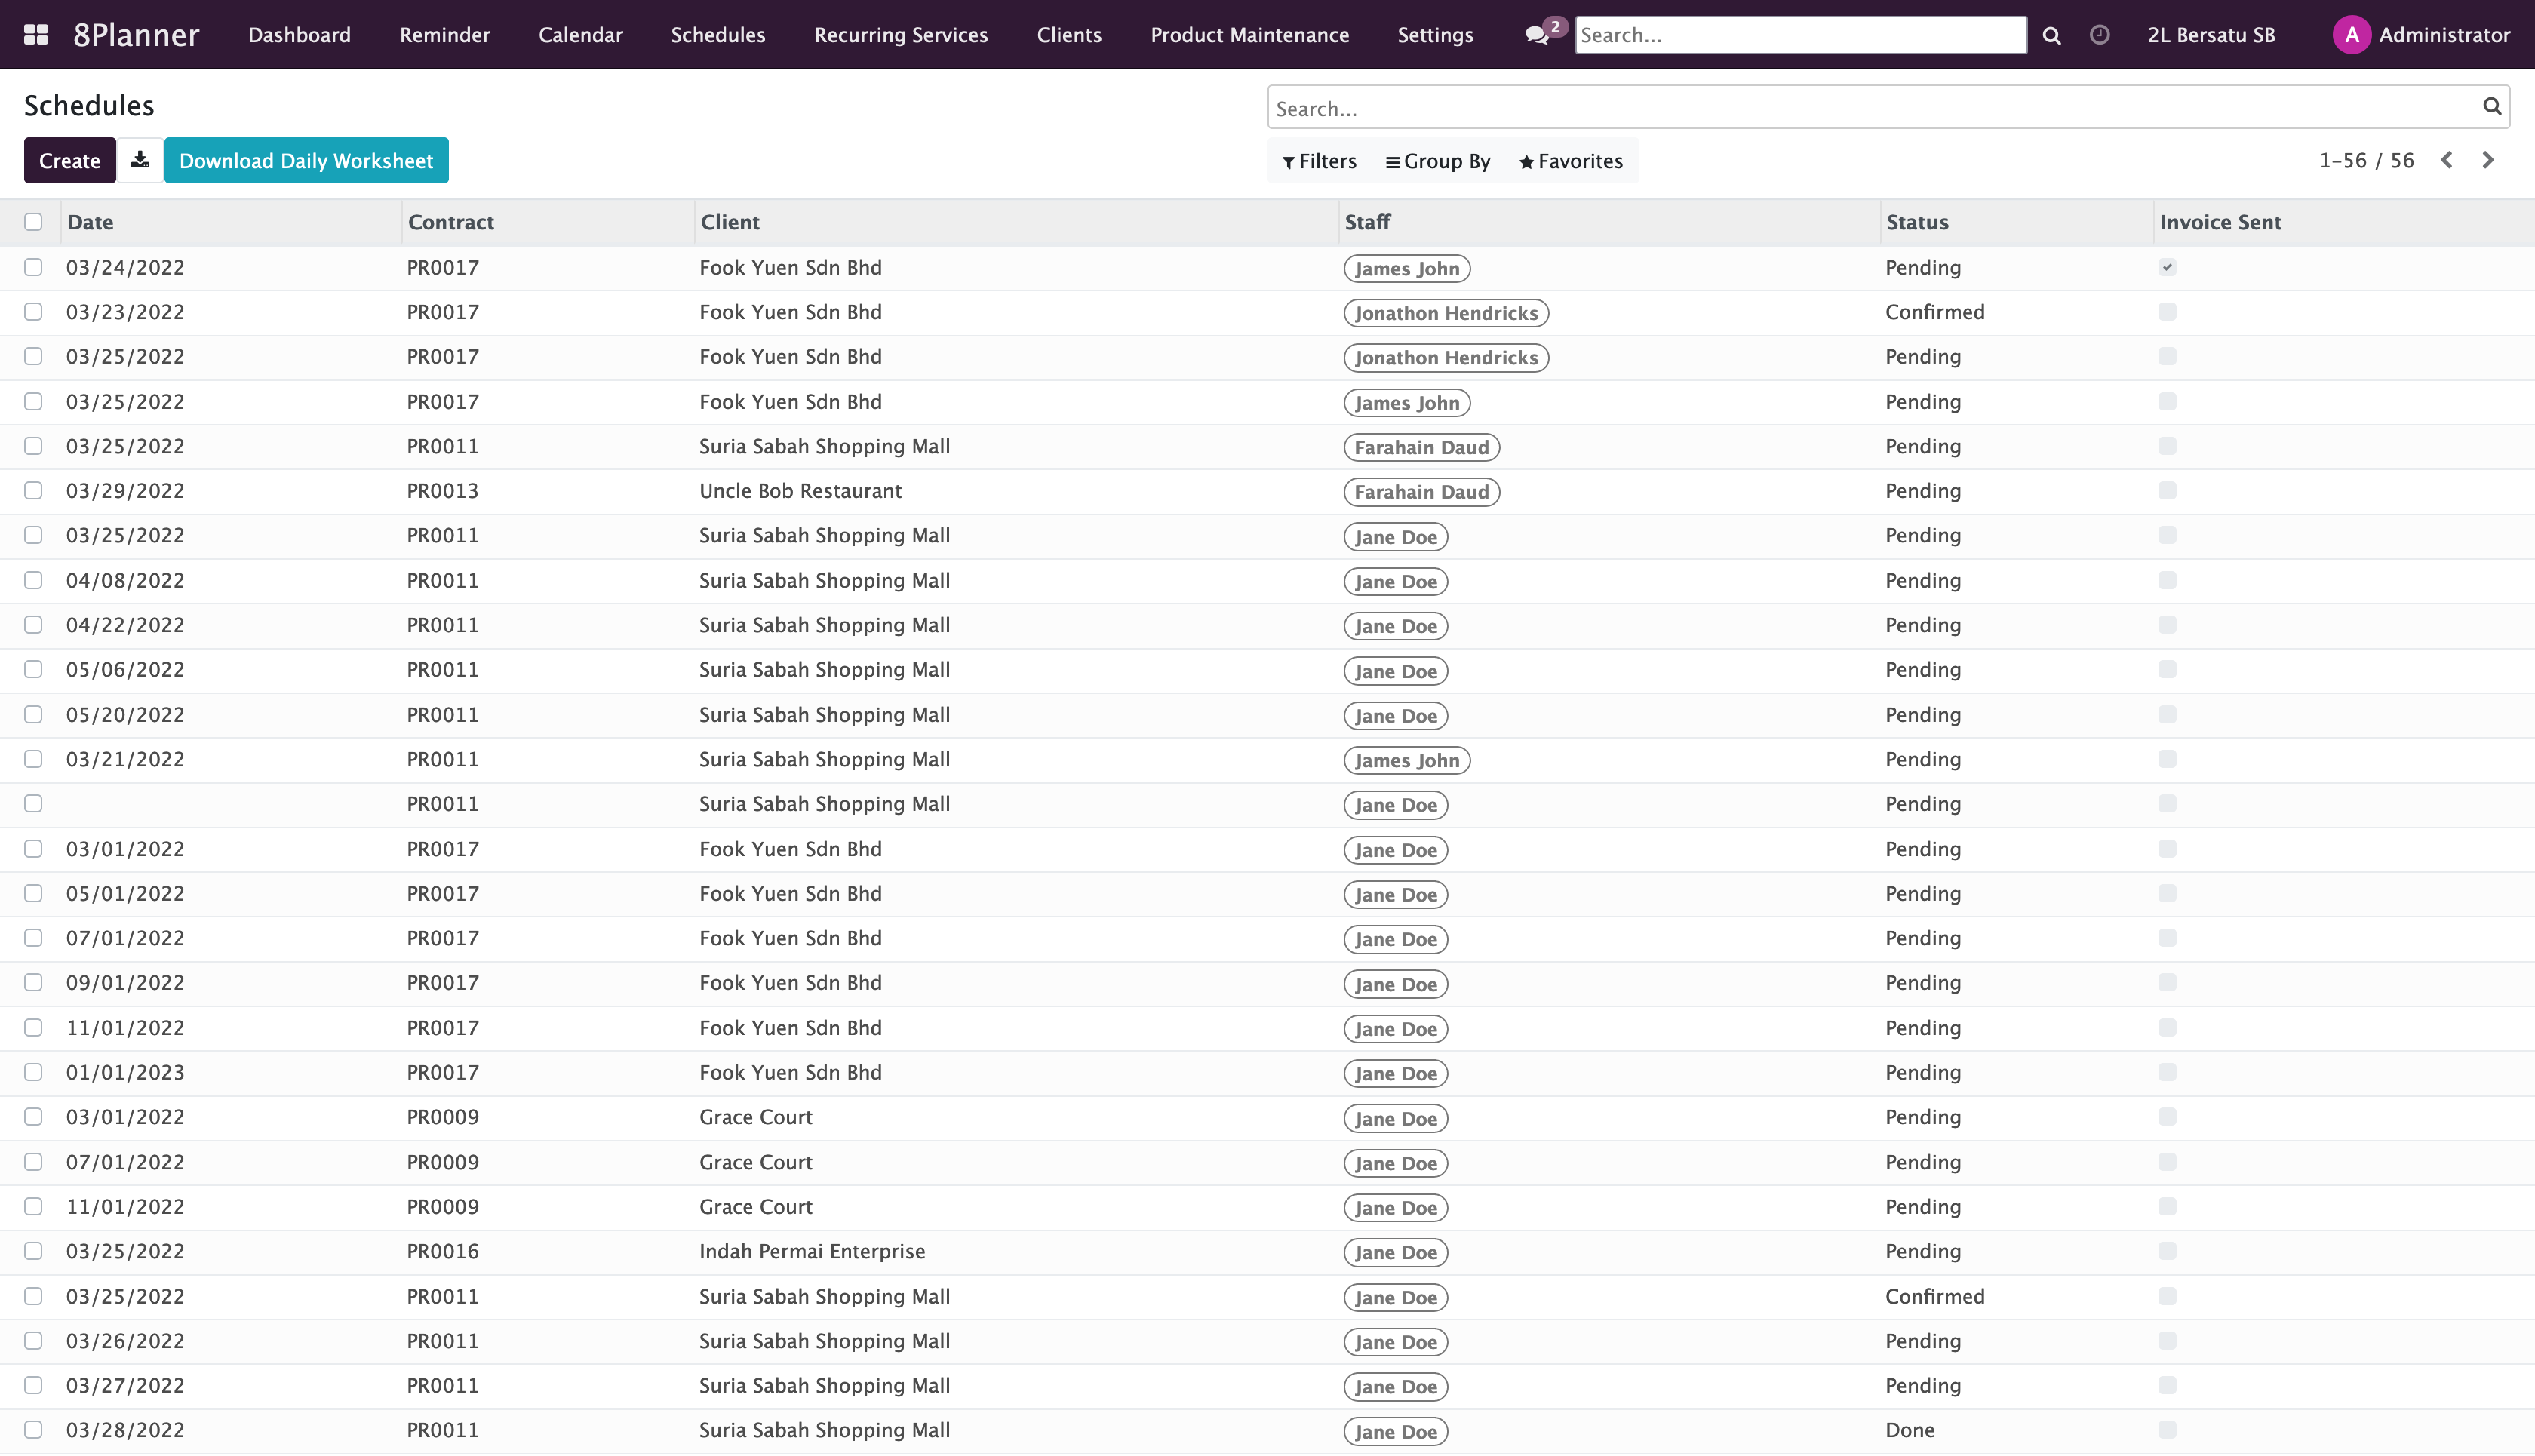 8Planner Dashboard Reminder Calendar Schedules Recurring Services Clients Product Maintenance Settings 2 Search... 2L Bersatu SB A Administrator
Schedules
Search...
Create Download Daily Worksheet Filters Group By Favorites 1-56 / 56
Date Contract Client Staff Status Invoice Sent
03/24/2022 PR0017 Fook Yuen Sdn Bhd James John Pending
03/23/2022 PR0017 Fook Yuen Sdn Bhd Jonathon Hendricks Confirmed
03/25/2022 PR0017 Fook Yuen Sdn Bhd Jonathon Hendricks Pending
03/25/2022 PR0017 Fook Yuen Sdn Bhd James John Pending
03/25/2022 PR0011 Suria Sabah Shopping Mall Farahain Daud Pending
03/29/2022 PR0013 Uncle Bob Restaurant Farahain Daud Pending
03/25/2022 PR0011 Suria Sabah Shopping Mall Jane Doe Pending
04/08/2022 PR0011 Suria Sabah Shopping Mall Jane Doe Pending
04/22/2022 PR0011 Suria Sabah Shopping Mall Jane Doe Pending
05/06/2022 PR0011 Suria Sabah Shopping Mall Jane Doe Pending
05/20/2022 PR0011 Suria Sabah Shopping Mall Jane Doe Pending
03/21/2022 PR0011 Suria Sabah Shopping Mall James John Pending
PR0011 Suria Sabah Shopping Mall Jane Doe Pending
03/01/2022 PR0017 Fook Yuen Sdn Bhd Jane Doe Pending
05/01/2022 PR0017 Fook Yuen Sdn Bhd Jane Doe Pending
07/01/2022 PR0017 Fook Yuen Sdn Bhd Jane Doe Pending
09/01/2022 PR0017 Fook Yuen Sdn Bhd Jane Doe Pending
11/01/2022 PR0017 Fook Yuen Sdn Bhd Jane Doe Pending
01/01/2023 PR0017 Fook Yuen Sdn Bhd Jane Doe Pending
03/01/2022 PR0009 Grace Court Jane Doe Pending
07/01/2022 PR0009 Grace Court Jane Doe Pending
11/01/2022 PR0009 Grace Court Jane Doe Pending
03/25/2022 PR0016 Indah Permai Enterprise Jane Doe Pending
03/25/2022 PR0011 Suria Sabah Shopping Mall Jane Doe Confirmed
03/26/2022 PR0011 Suria Sabah Shopping Mall Jane Doe Pending
03/27/2022 PR0011 Suria Sabah Shopping Mall Jane Doe Pending
03/28/2022 PR0011 Suria Sabah Shopping Mall Jane Doe Done